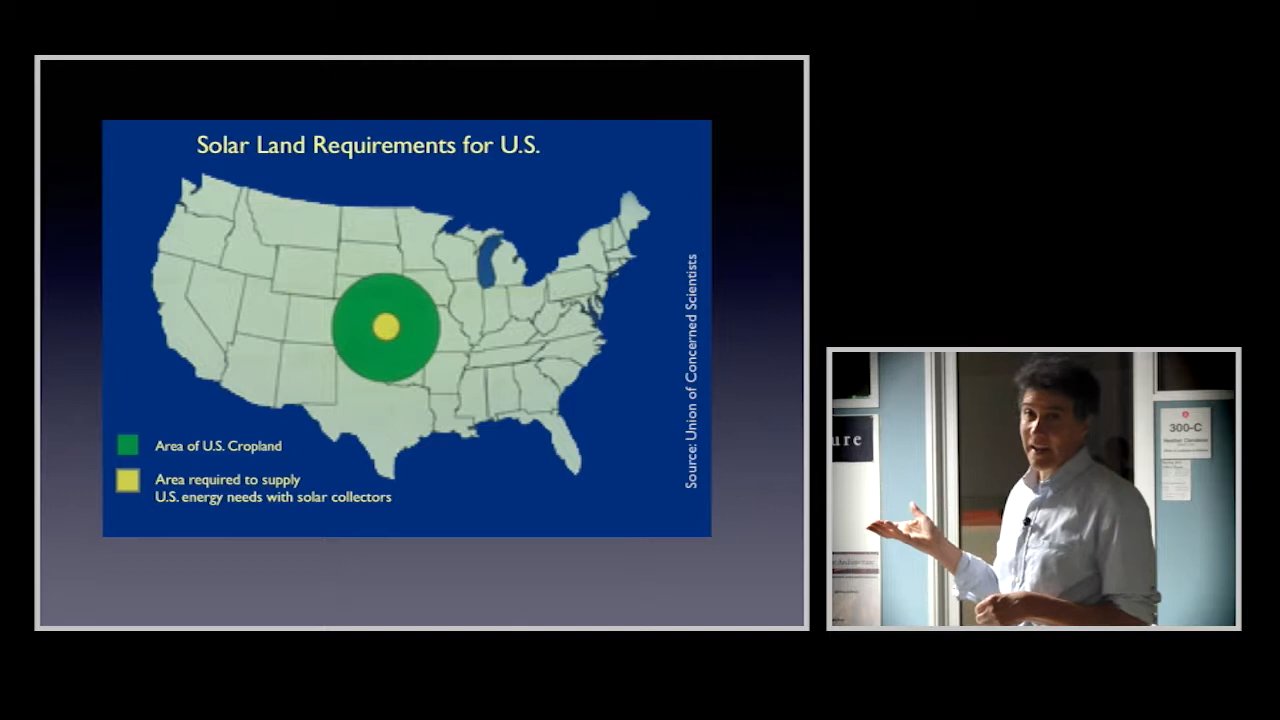 Solar Land Requirements for U.S.
Source: Union of Concerned Scientists
Area of U.S. Cropland
Area required to supply
U.S. energy needs with solar collectors
ure
300-C